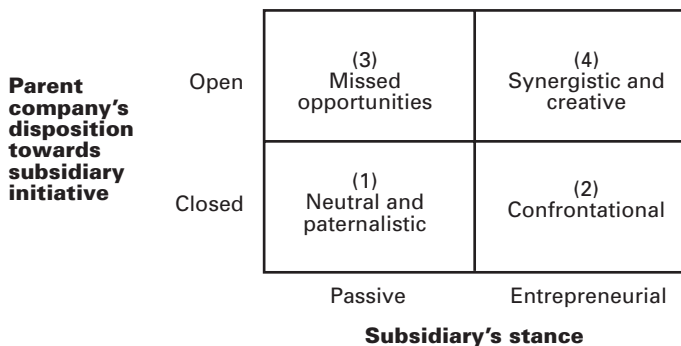 (3)
Missed
opportunities
(4)
Synergistic and
creative
Open
Parent
company's
disposition
towards
subsidiary
initiative
(1)
Neutral and
paternalistic
(2)
Confrontational
Closed
Passive
Entrepreneurial
Subsidiary's stance